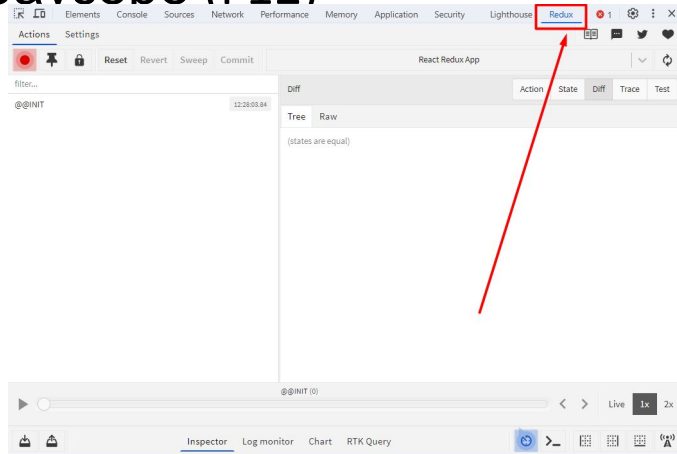 (F12)
Elements Console Sources Network Performance Memory Application Security Lighthouse Redux 1
Actions Settings
Reset Revert Sweep Commit React Redux App
filter...
@@INIT 12:28:03.84
Diff Action State Diff Trace Test
Tree Raw
(states are equal)
@@INIT (0)
Live 1x 2x
Inspector Log monitor Chart RTK Query